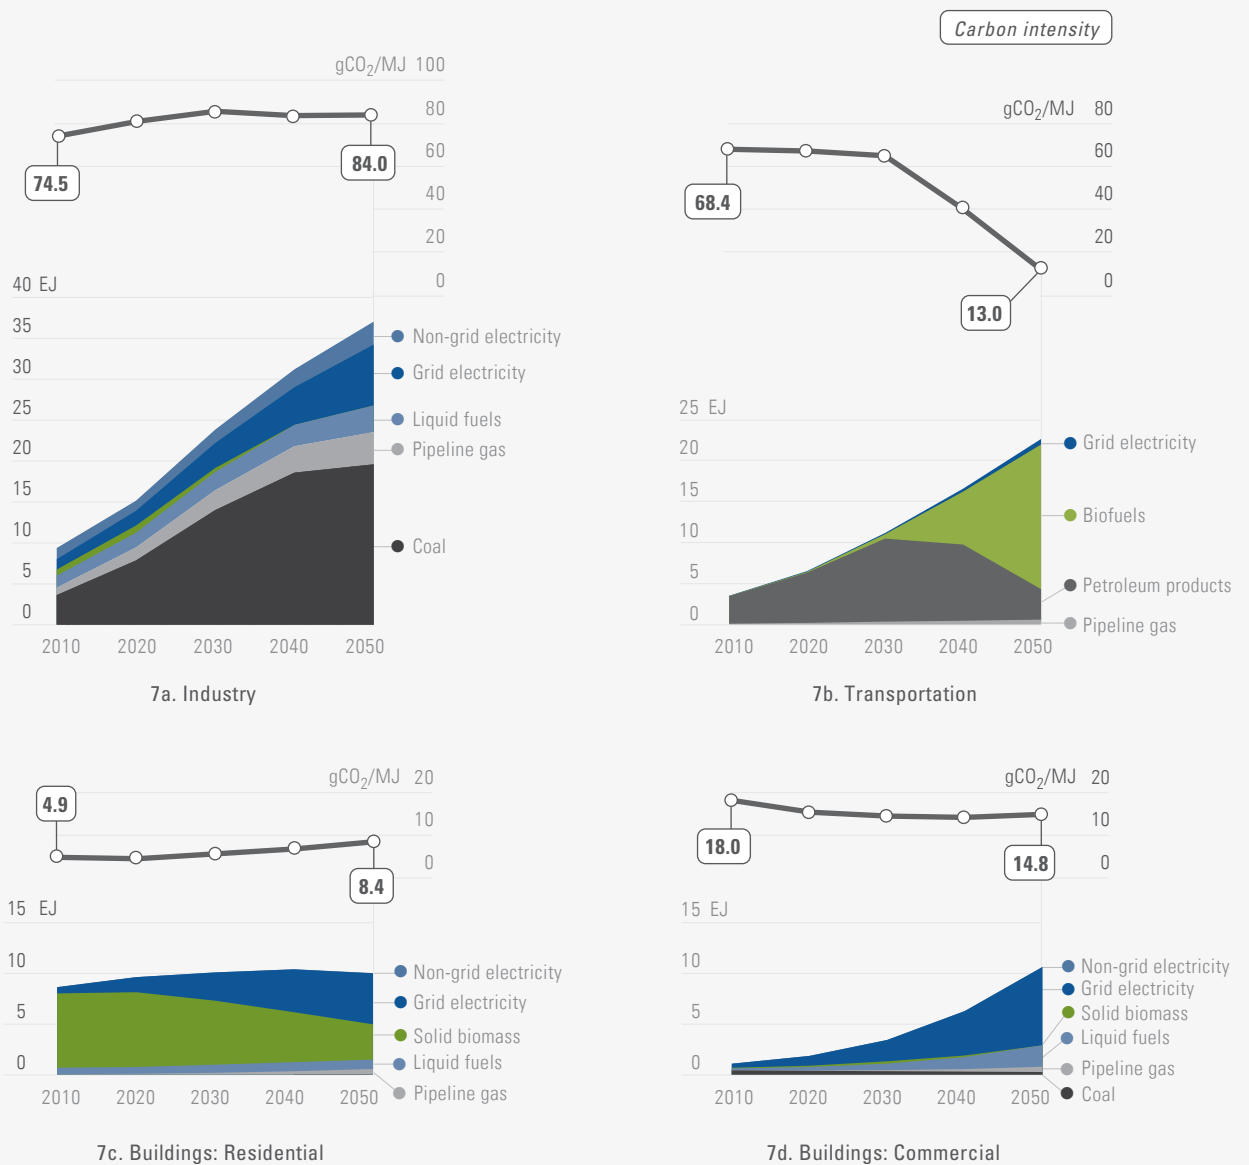 Carbon intensity
gCO2/MJ 100
80
60
40
20
0
74.5
84.0
40 EJ
35
30
25
20
15
10
5
0
Non-grid electricity
Grid electricity
Liquid fuels
Pipeline gas
Coal
2010 2020 2030 2040 2050
7a. Industry
gCO2/MJ 80
60
40
20
0
68.4
13.0
25 EJ
20
15
10
5
0
Grid electricity
Biofuels
Petroleum products
Pipeline gas
2010 2020 2030 2040 2050
7b. Transportation
gCO2/MJ 20
10
0
4.9
8.4
15 EJ
10
5
0
Non-grid electricity
Grid electricity
Solid biomass
Liquid fuels
Pipeline gas
2010 2020 2030 2040 2050
7c. Buildings: Residential
gCO2/MJ 20
10
0
18.0
14.8
15 EJ
10
5
0
Non-grid electricity
Grid electricity
Solid biomass
Liquid fuels
Pipeline gas
Coal
2010 2020 2030 2040 2050
7d. Buildings: Commercial